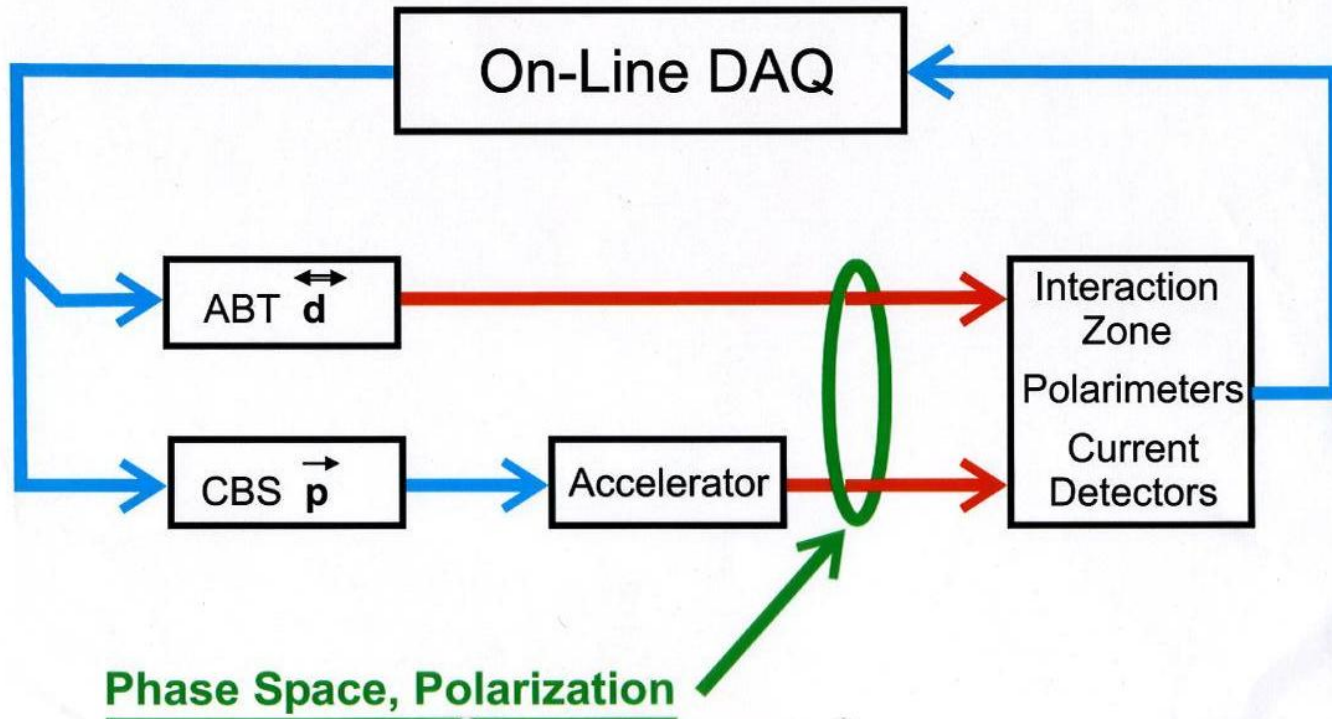 On-Line DAQ
ABT d
Interaction
Zone
Polarimeters
Current
Detectors
CBS p
Accelerator
Phase Space, Polarization